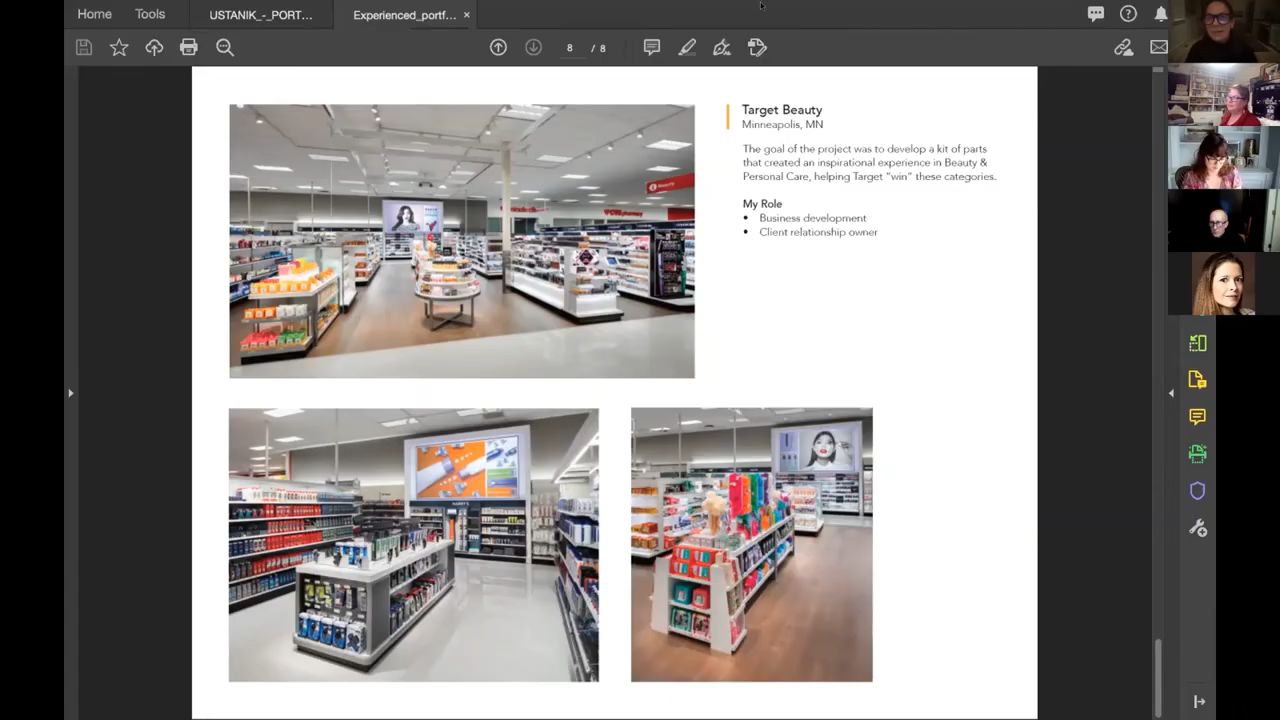 Home
Tools
USTANIK_-_PORT...
Experienced_portf...
8 / 8
Target Beauty
Minneapolis, MN
The goal of the project was to develop a kit of parts
that created an inspirational experience in Beauty &
Personal Care, helping Target “win” these categories.
My Role
• Business development
• Client relationship owner